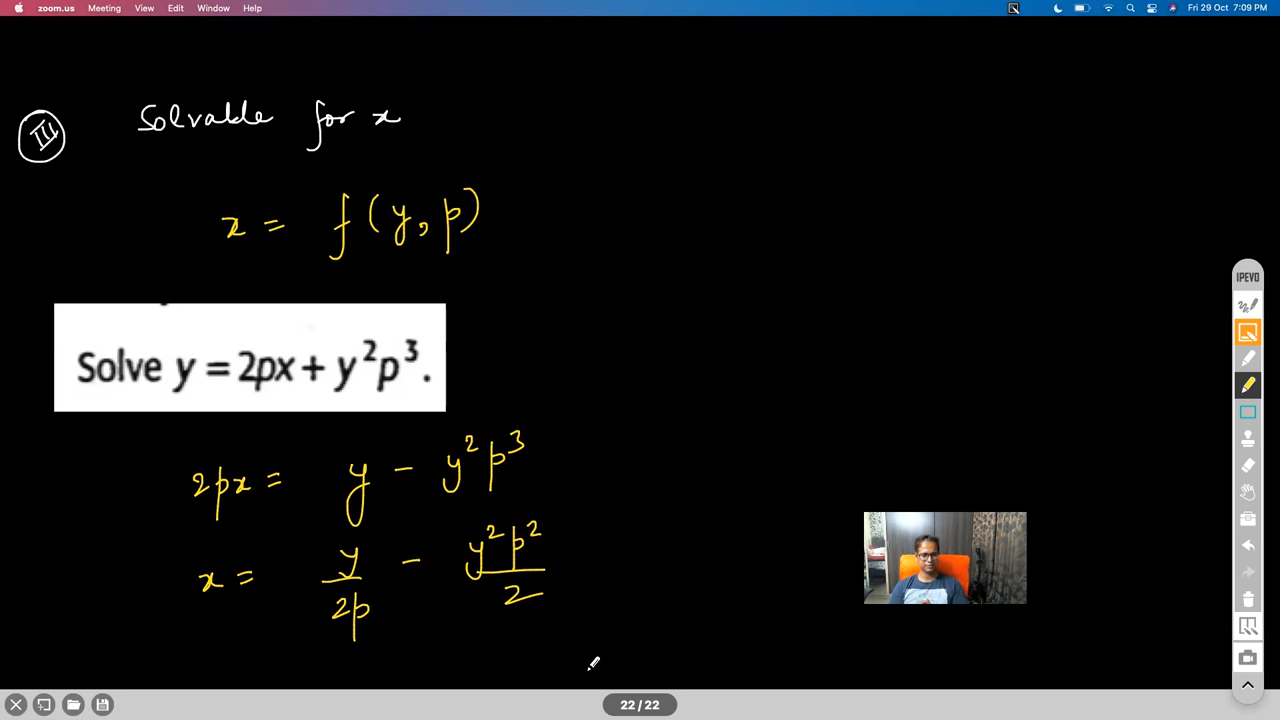 zoom.us Meeting View Edit Window Help Fri 29 Oct 7:09 PM
III Solvable for x
x = f(y, p)
IPEVO
Solve y = 2px + y²p³.
2px = y - y²p³
x = y/2p - y²p²/2
22 / 22